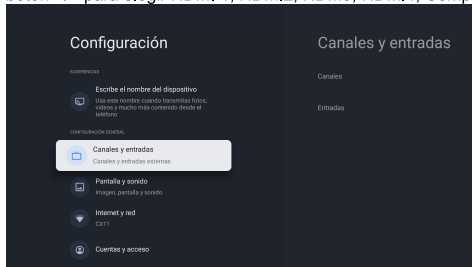 Configuración
SUGERENCIAS
Escribe el nombre del dispositivo
Usa este nombre cuando transmitas fotos,
vídeos y mucho más contenido desde el
teléfono
CONFIGURACIÓN GENERAL
Canales y entradas
Canales y entradas externas
Pantalla y sonido
Imagen, pantalla y sonido
Internet y red
CX11
Cuentas y acceso
Canales y entradas
Canales
Entradas